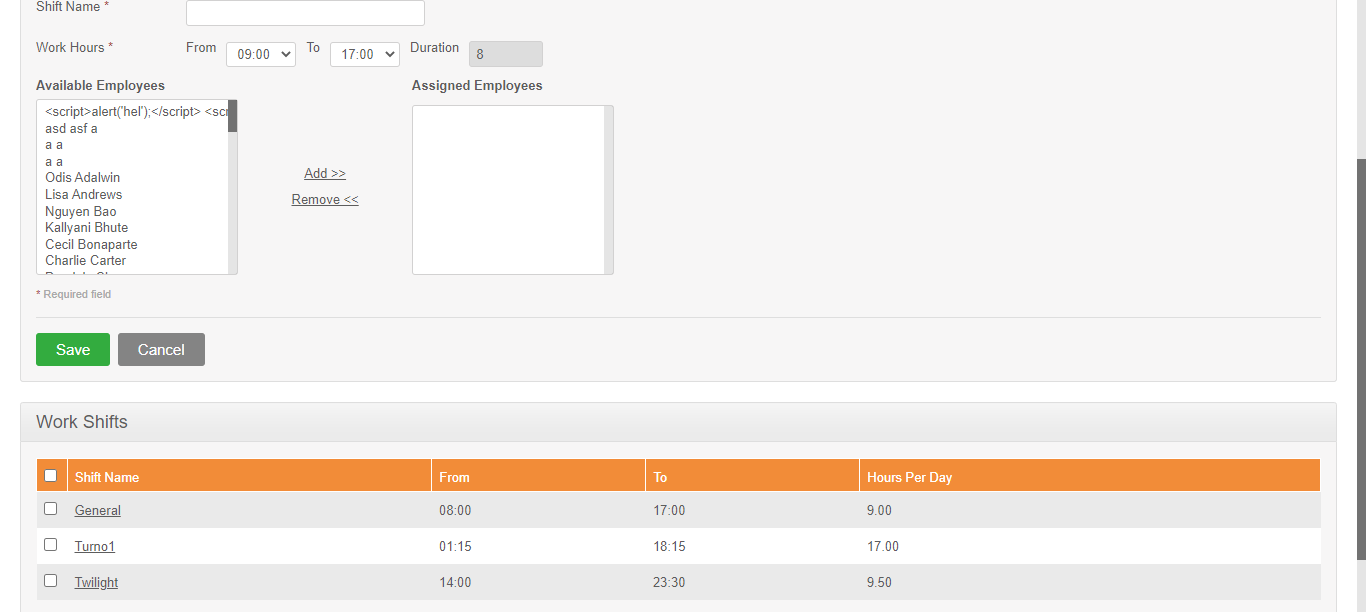 Shift Name *
Work Hours * From 09:00 To 17:00 Duration 8
Available Employees Assigned Employees
<script>alert('hel');</script>
asd asf a
a a
a a
Odis Adalwin
Lisa Andrews
Nguyen Bao
Kallyani Bhute
Cecil Bonaparte
Charlie Carter
Add >>
Remove <<
* Required field
Save Cancel
Work Shifts
Shift Name From To Hours Per Day
General 08:00 17:00 9.00
Turno1 01:15 18:15 17.00
Twilight 14:00 23:30 9.50